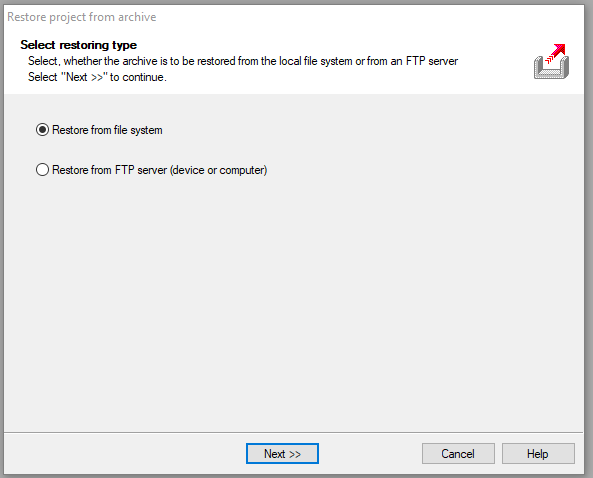 Restore project from archive
Select restoring type
Select, whether the archive is to be restored from the local file system or from an FTP server
Select "Next >>" to continue.
Restore from file system
Restore from FTP server (device or computer)
Next >>
Cancel
Help